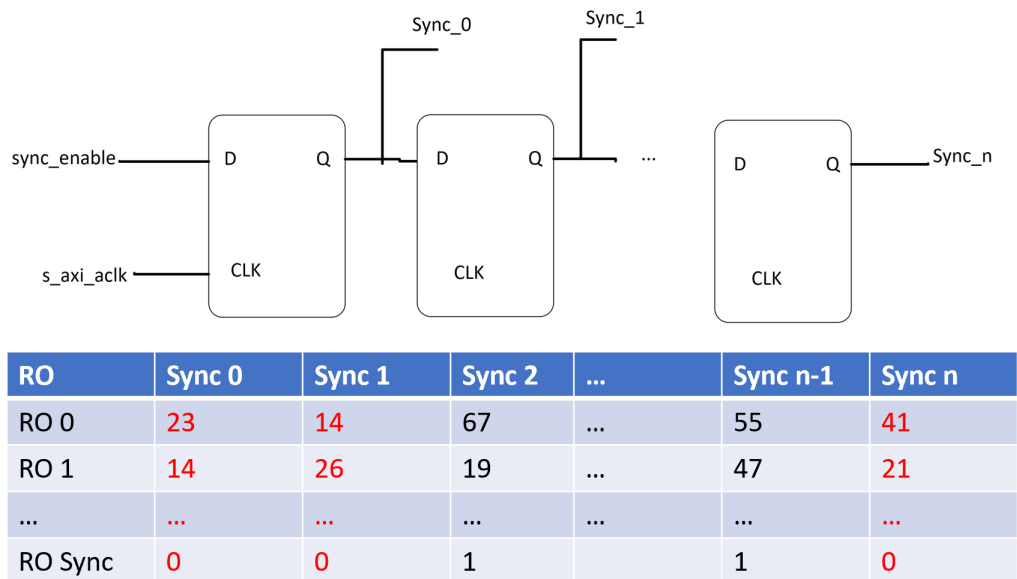 Sync_0
Sync_1
sync_enable
D Q
D Q
...
D Q
Sync_n
s_axi_aclk
CLK
CLK
CLK
RO Sync 0 Sync 1 Sync 2 ... Sync n-1 Sync n
RO 0 23 14 67 ... 55 41
RO 1 14 26 19 ... 47 21
... ... ... ... ... ... ...
RO Sync 0 0 1 1 0